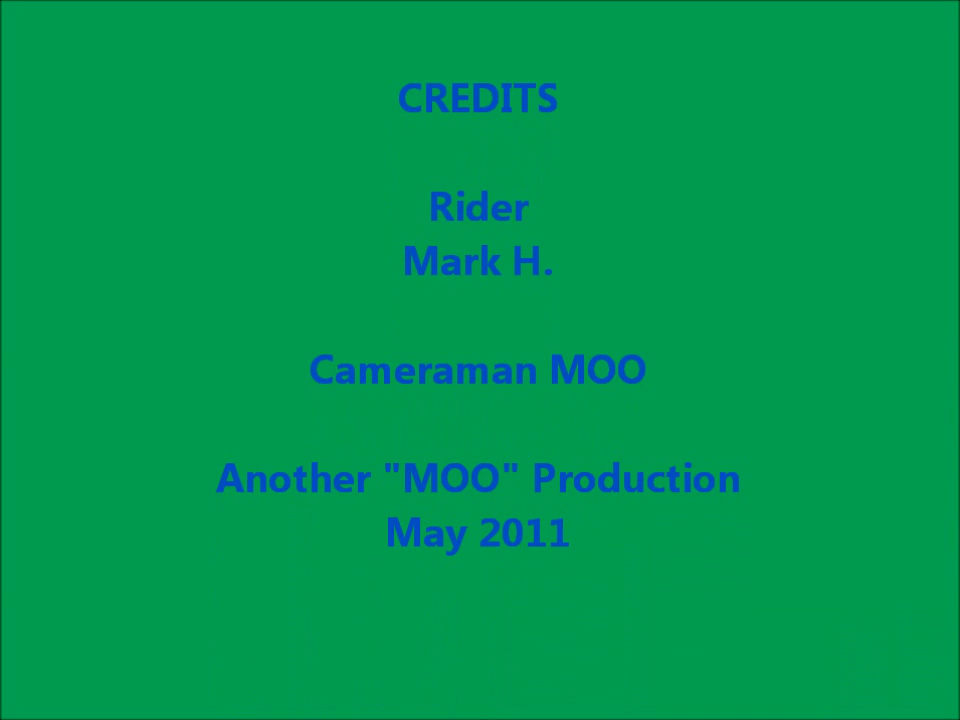 CREDITS
Rider
Mark H.
Cameraman MOO
Another "MOO" Production
May 2011